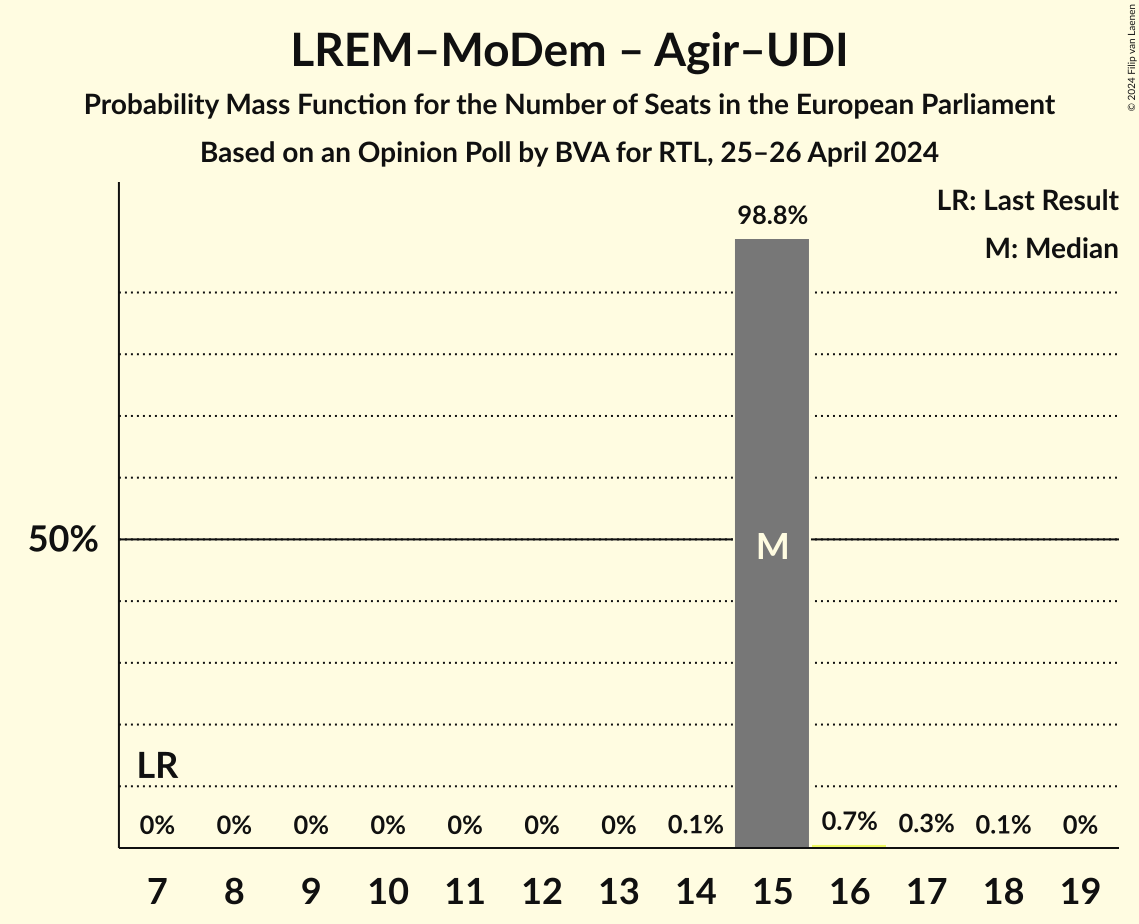 LREM–MoDem – Agir–UDI
Probability Mass Function for the Number of Seats in the European Parliament
Based on an Opinion Poll by BVA for RTL, 25–26 April 2024
© 2024 Filip van Laenen
LR: Last Result
M: Median
98.8%
50%
M
LR
0% 0% 0% 0% 0% 0% 0% 0.1% 0.7% 0.3% 0.1% 0%
7 8 9 10 11 12 13 14 15 16 17 18 19